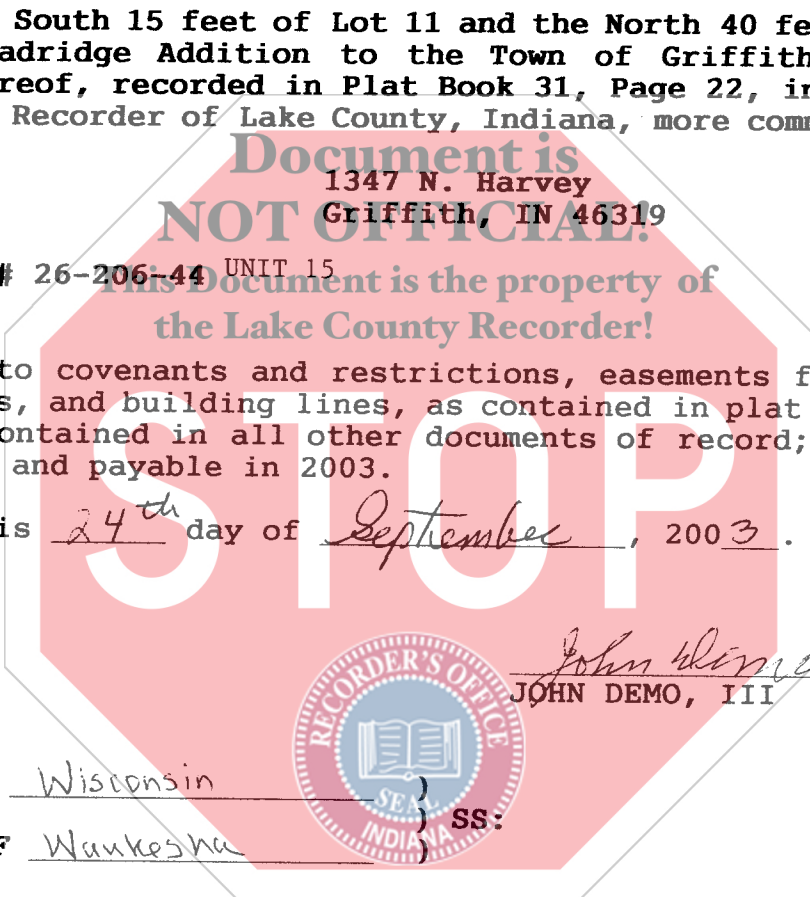 South 15 feet of Lot 11 and the North 40 fe
adridge Addition to the Town of Griffith
reof, recorded in Plat Book 31, Page 22, in
Recorder of Lake County, Indiana, more comm
Document is
1347 N. Harvey
NOT OFFICIAL!
Griffith, IN 46319
# 26-206-44 UNIT 15
This Document is the property of
the Lake County Recorder!
to covenants and restrictions, easements f
s, and building lines, as contained in plat
ontained in all other documents of record;
and payable in 2003.
STOP
is 24th day of September, 2003.
John Demo
JOHN DEMO, III
RECORDER'S OFFICE
SEAL
INDIANA
Wisconsin )
) SS:
F Waukesha )